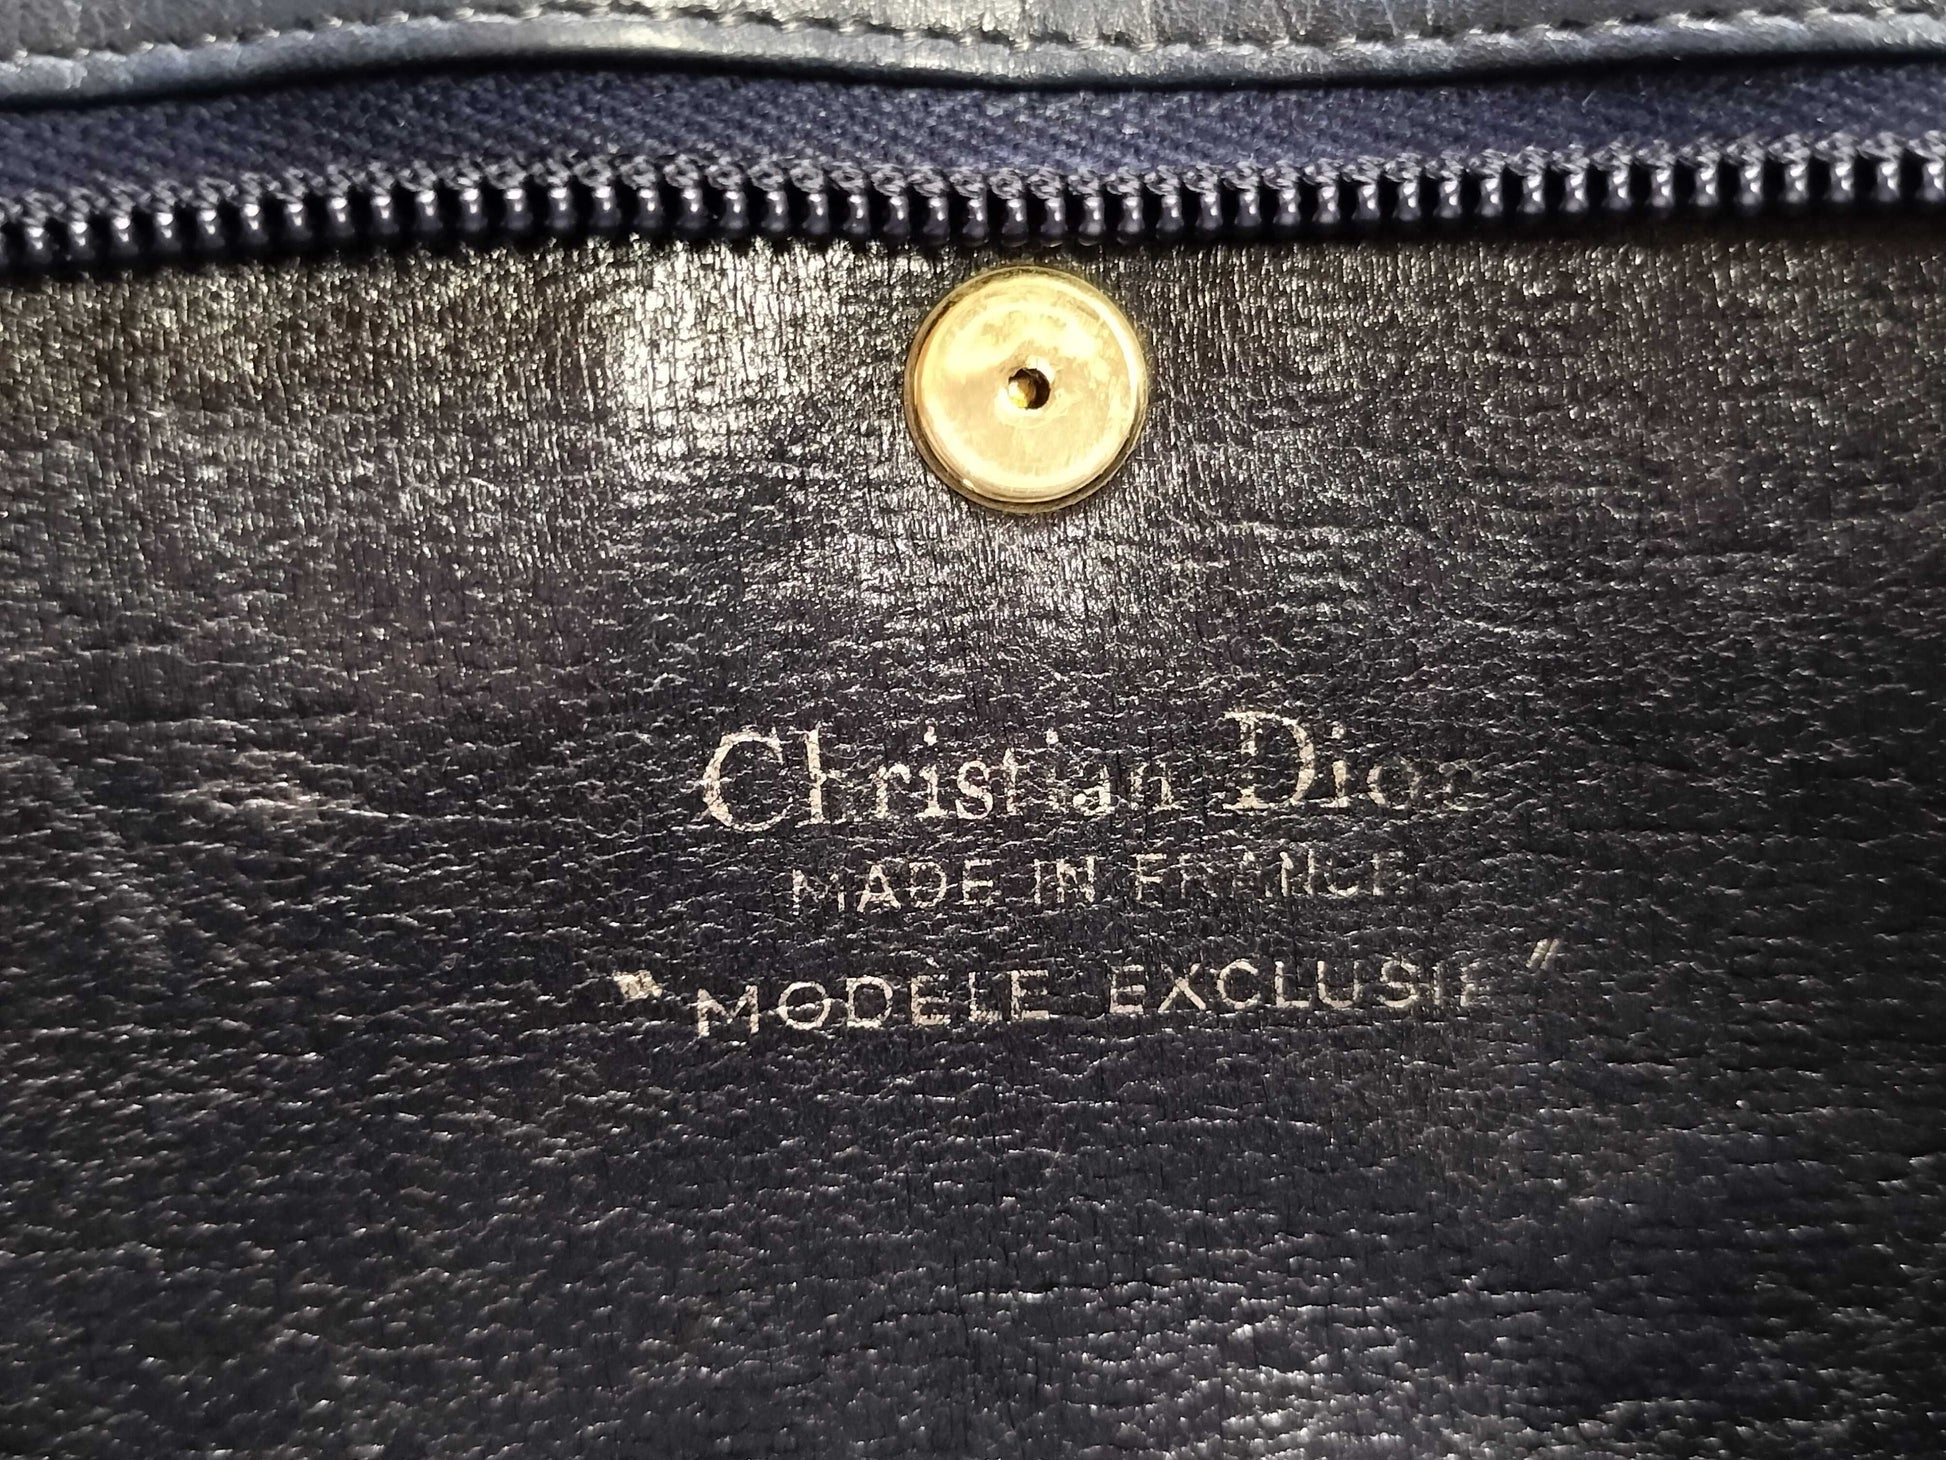 Christian Dior
MADE IN FRANCE
"MODELE EXCLUSIF"